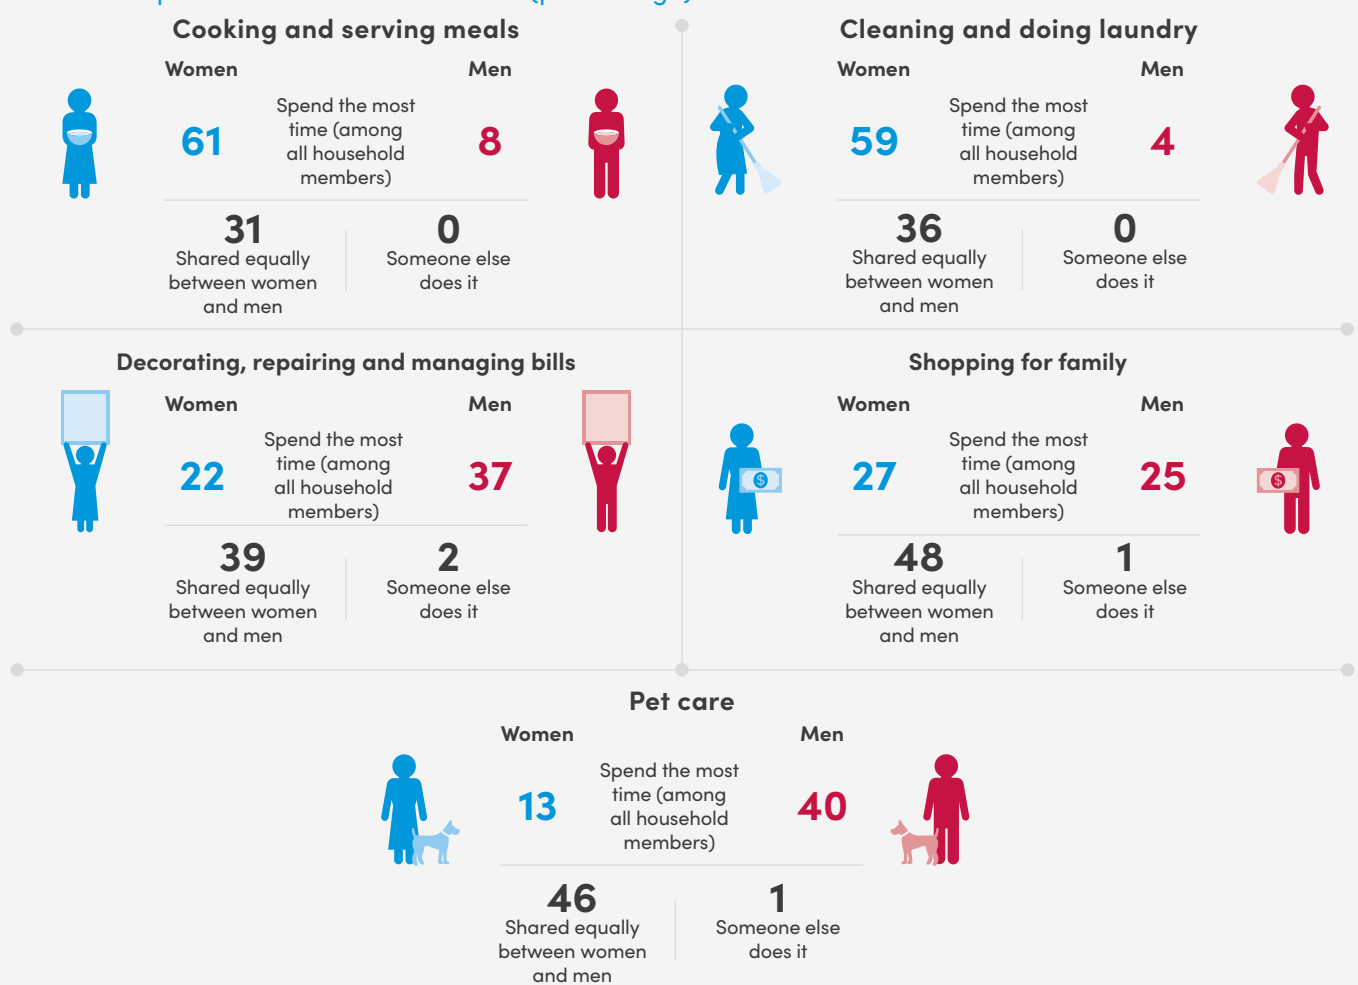 Cooking and serving meals
Women
Men
61
Spend the most
time (among
all household
members)
8
31
Shared equally
between women
and men
0
Someone else
does it
Cleaning and doing laundry
Women
Men
59
Spend the most
time (among
all household
members)
4
36
Shared equally
between women
and men
0
Someone else
does it
Decorating, repairing and managing bills
Women
Men
22
Spend the most
time (among
all household
members)
37
39
Shared equally
between women
and men
2
Someone else
does it
Shopping for family
Women
Men
27
Spend the most
time (among
all household
members)
25
$
$
48
Shared equally
between women
and men
1
Someone else
does it
Pet care
Women
Men
13
Spend the most
time (among
all household
members)
40
46
Shared equally
between women
and men
1
Someone else
does it